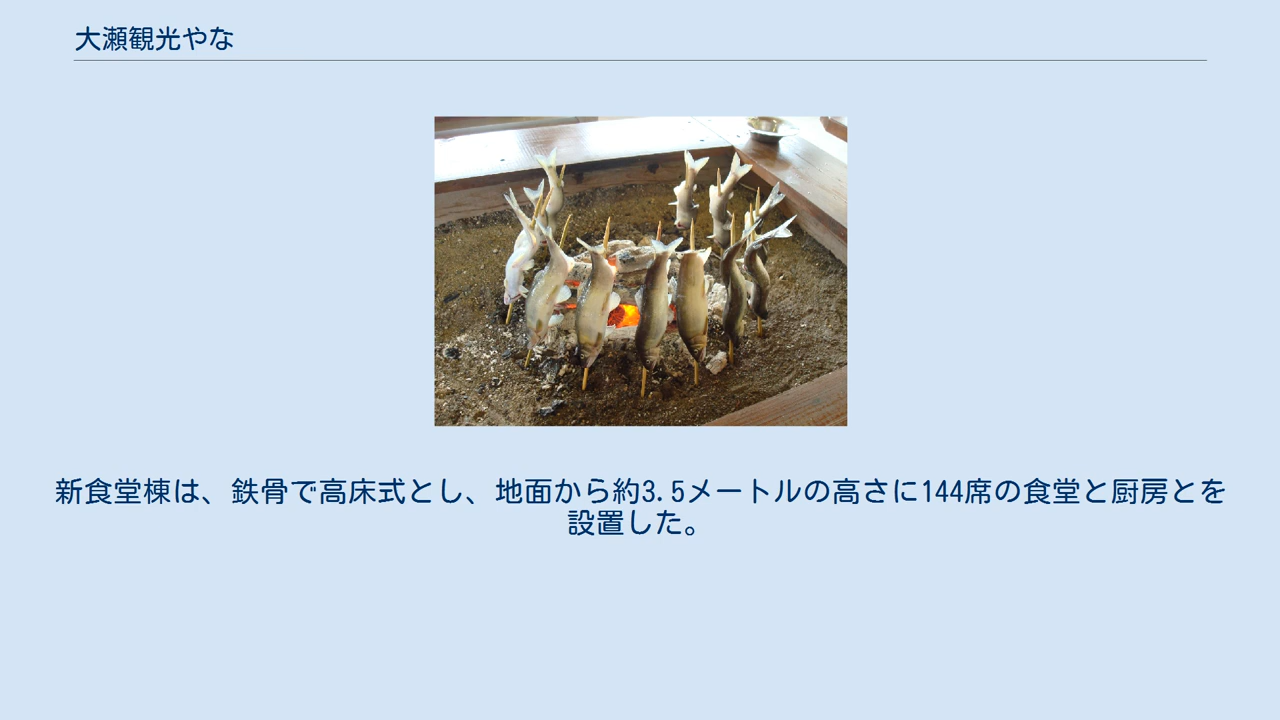 大瀬観光やな
新食堂棟は、鉄骨で高床式とし、地面から約3.5メートルの高さに144席の食堂と厨房とを
設置した。